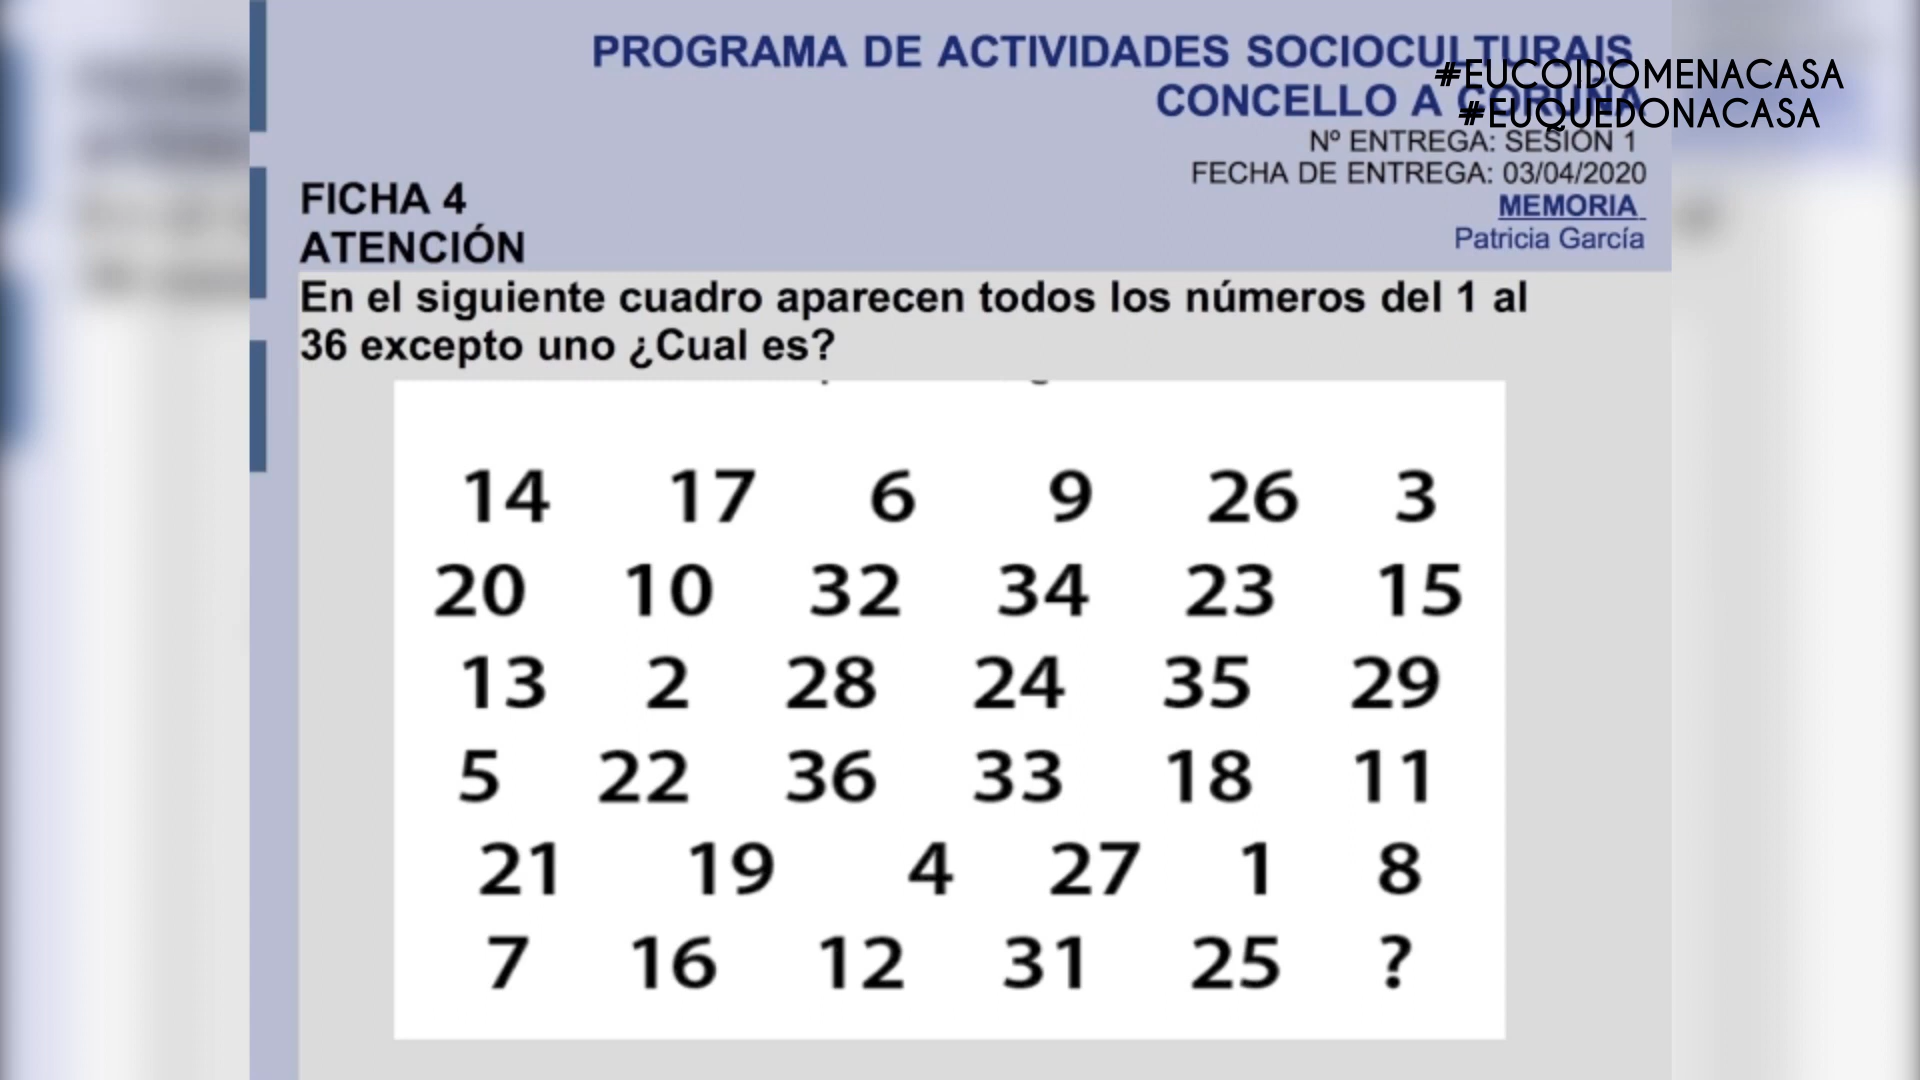 PROGRAMA DE ACTIVIDADES SOCIOCULTURAIS
CONCELLO A CORUÑA
#EUCOIDOMENACASA
#EUQUEDONACASA
Nº ENTREGA: SESIÓN 1
FECHA DE ENTREGA: 03/04/2020
MEMORIA
Patricia García
FICHA 4
ATENCIÓN
En el siguiente cuadro aparecen todos los números del 1 al
36 excepto uno ¿Cual es?
14 17 6 9 26 3
20 10 32 34 23 15
13 2 28 24 35 29
5 22 36 33 18 11
21 19 4 27 1 8
7 16 12 31 25 ?